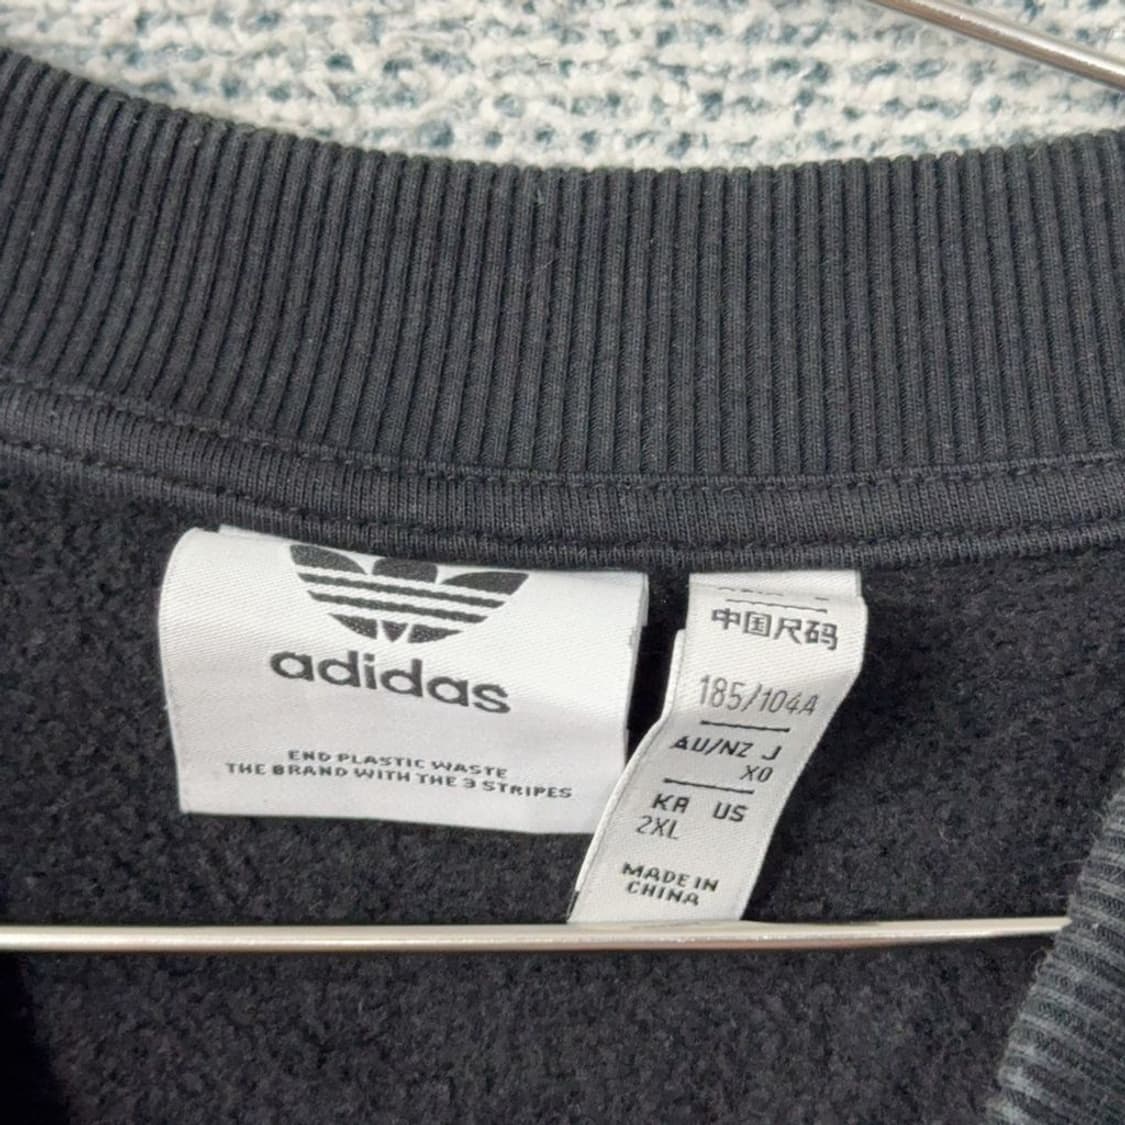 adidas
END PLASTIC WASTE
THE BRAND WITH THE 3 STRIPES
中国尺码
185/104A
AU/NZ J
XO
KR US
2XL
MADE IN
CHINA